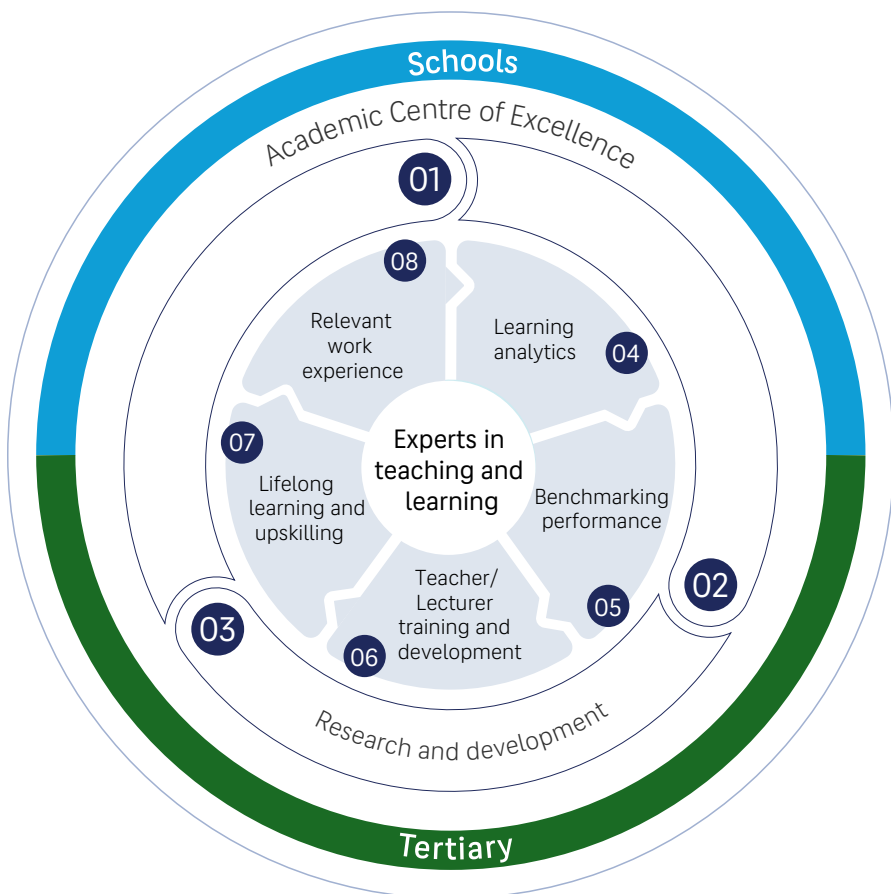 Schools
Academic Centre of Excellence
01
08
Relevant
work
experience
Learning
analytics
04
07
Lifelong
learning and
upskilling
Experts in
teaching and
learning
Benchmarking
performance
02
05
03
06
Teacher/
Lecturer
training and
development
Research and development
Tertiary